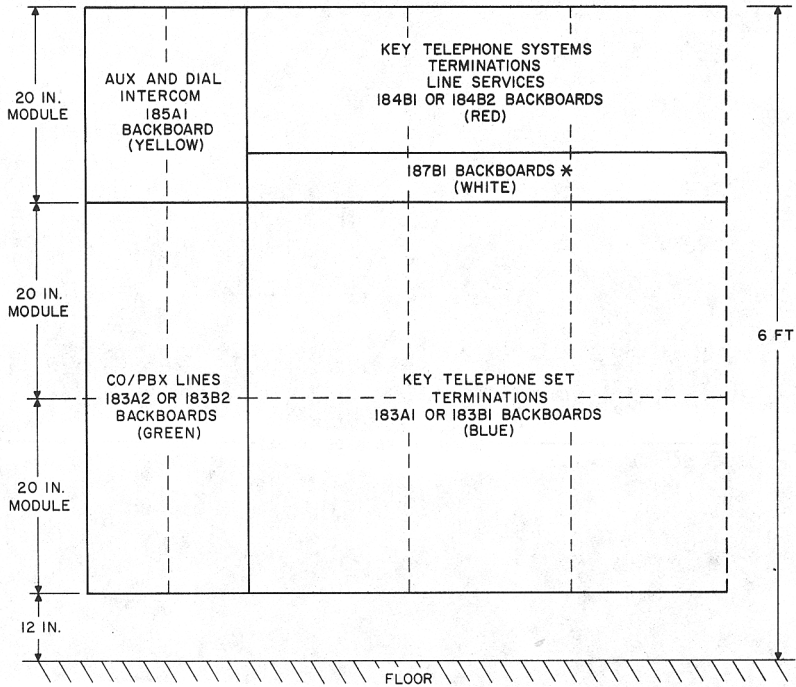 20 IN.
MODULE
AUX AND DIAL
INTERCOM
185A1
BACKBOARD
(YELLOW)
KEY TELEPHONE SYSTEMS
TERMINATIONS
LINE SERVICES
184B1 OR 184B2 BACKBOARDS
(RED)
187B1 BACKBOARDS *
(WHITE)
20 IN.
MODULE
6 FT
CO/PBX LINES
183A2 OR 183B2
BACKBOARDS
(GREEN)
KEY TELEPHONE SET
TERMINATIONS
183A1 OR 183B1 BACKBOARDS
(BLUE)
20 IN.
MODULE
12 IN.
FLOOR